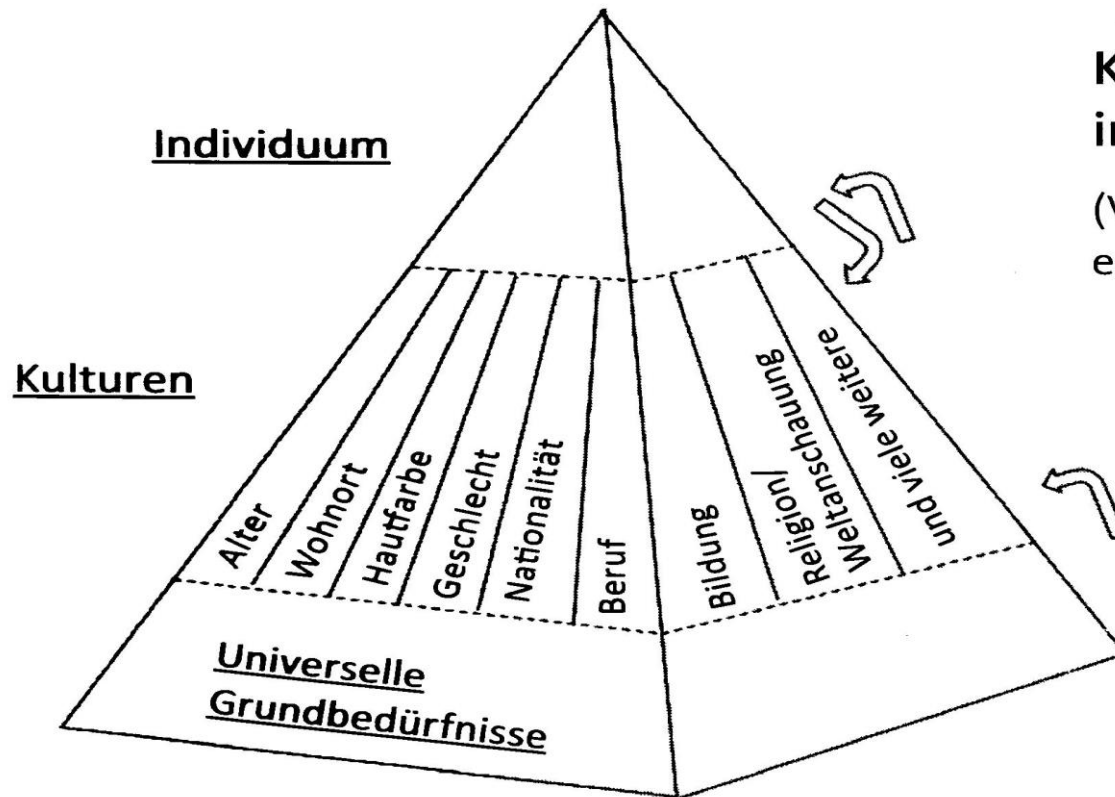 Individuum
Kulturen
Alter
Wohnort
Hautfarbe
Geschlecht
Nationalität
Beruf
Bildung
Religion/
Weltanschauung
und viele weitere
Universelle
Grundbedürfnisse